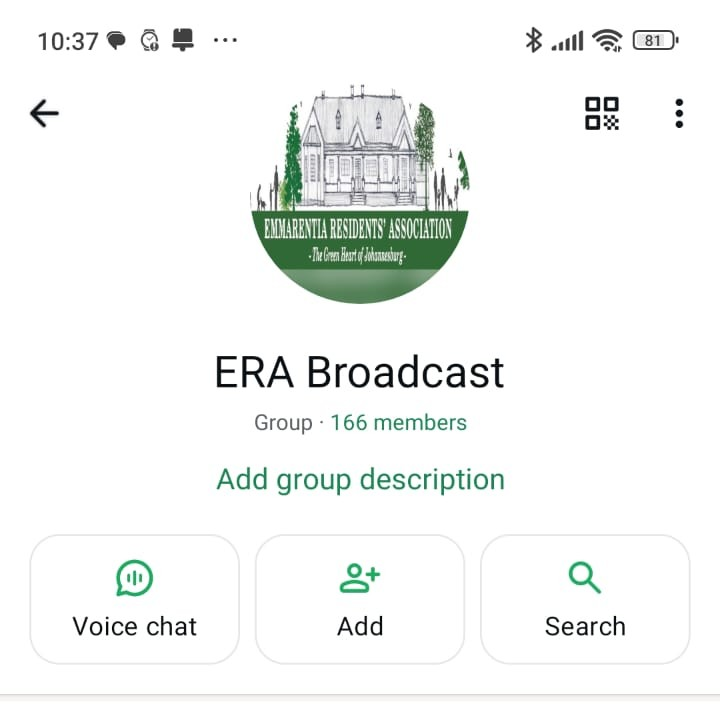 10:37
81
EMMARENTIA RESIDENTS' ASSOCIATION
- The Green Heart of Johannesburg -
ERA Broadcast
Group · 166 members
Add group description
Voice chat
Add
Search